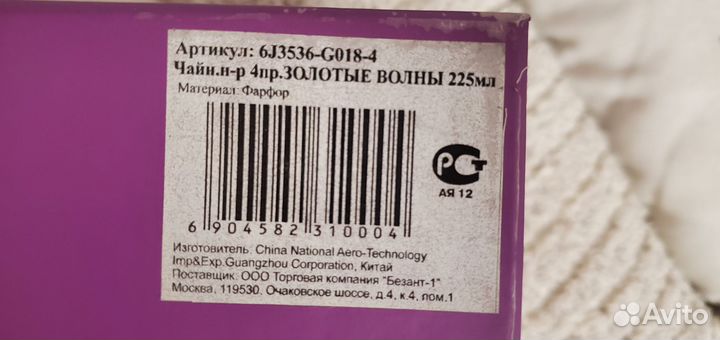 Артикул: 6J3536-G018-4
Чайн.н-р 4пр.ЗОЛОТЫЕ ВОЛНЫ 225мл
Материал: Фарфор
РСТ
АЯ 12
6 904582 310004
Изготовитель: China National Aero-Technology
Imp&Exp.Guangzhou Corporation, Китай
Поставщик: ООО Торговая компания "Безант-1"
Москва, 119530, Очаковское шоссе, д.4, к.4, пом.1
Avito